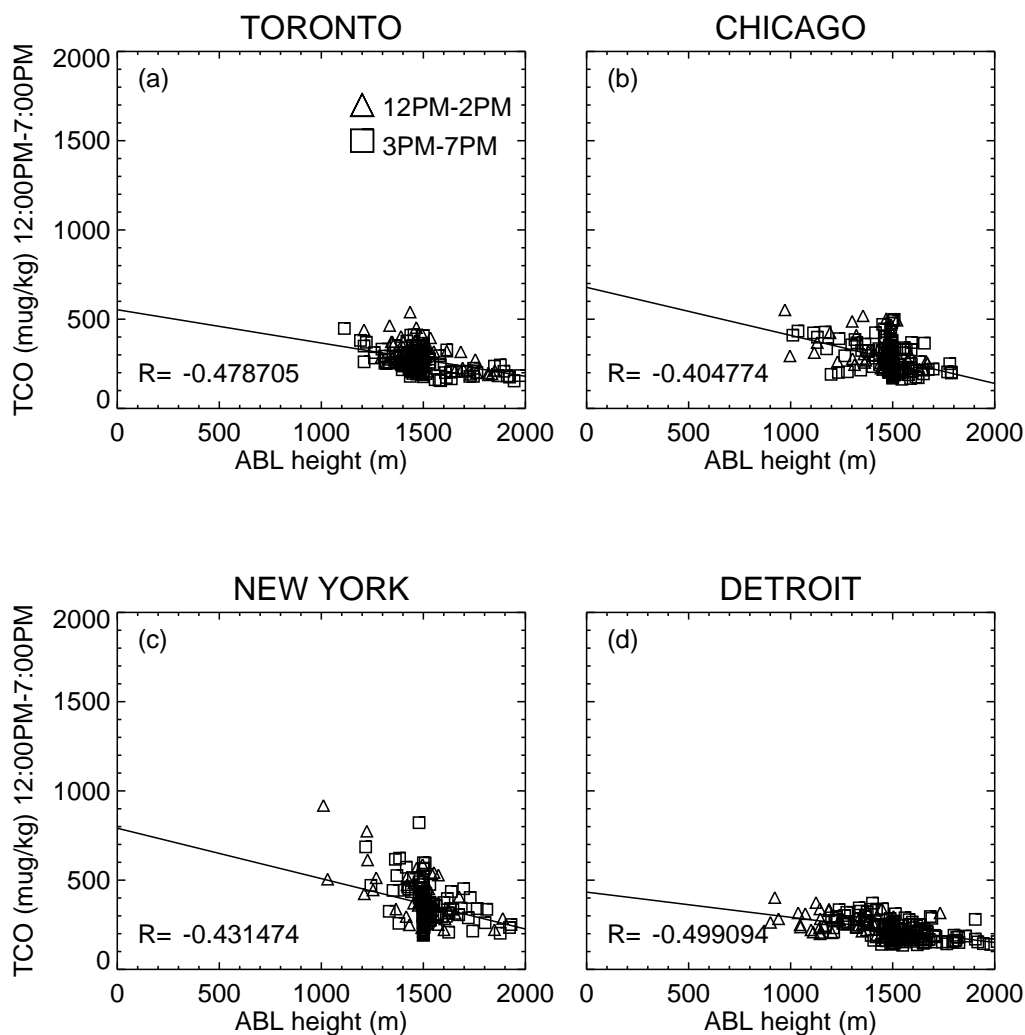 TORONTO
(a)
12PM-2PM
3PM-7PM
R= -0.478705
TCO (mug/kg) 12:00PM-7:00PM
2000
1500
1000
500
0
0 500 1000 1500 2000
ABL height (m)
CHICAGO
(b)
R= -0.404774
0 500 1000 1500 2000
ABL height (m)
NEW YORK
(c)
R= -0.431474
TCO (mug/kg) 12:00PM-7:00PM
2000
1500
1000
500
0
0 500 1000 1500 2000
ABL height (m)
DETROIT
(d)
R= -0.499094
0 500 1000 1500 2000
ABL height (m)